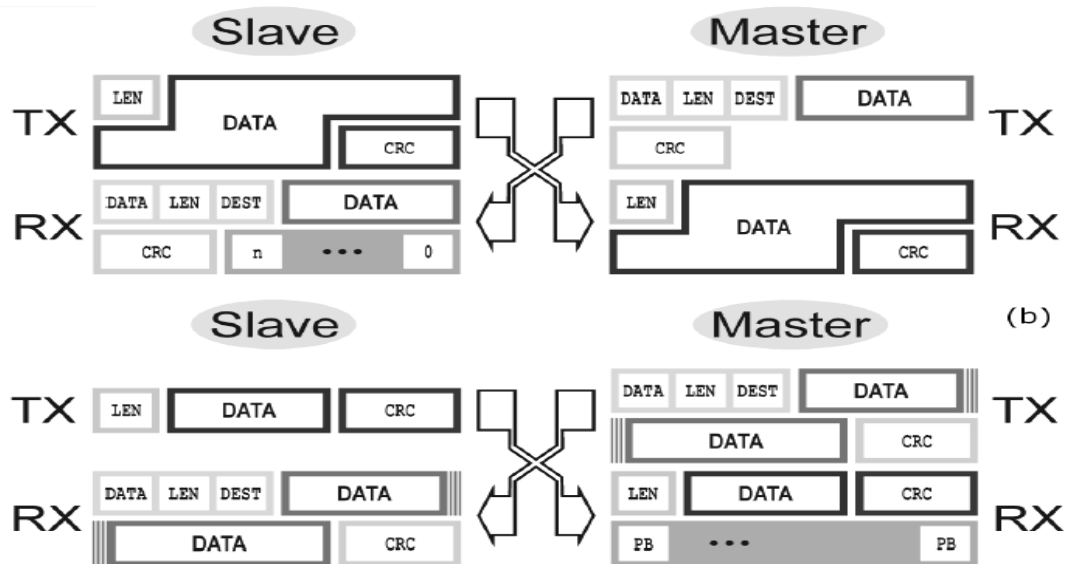 Slave Master
TX LEN DATA CRC DATA LEN DEST DATA CRC TX
RX DATA LEN DEST DATA CRC n ••• 0 LEN DATA CRC RX
Slave Master (b)
TX LEN DATA CRC DATA LEN DEST DATA DATA CRC TX
RX DATA LEN DEST DATA DATA CRC LEN DATA CRC PB ••• PB RX